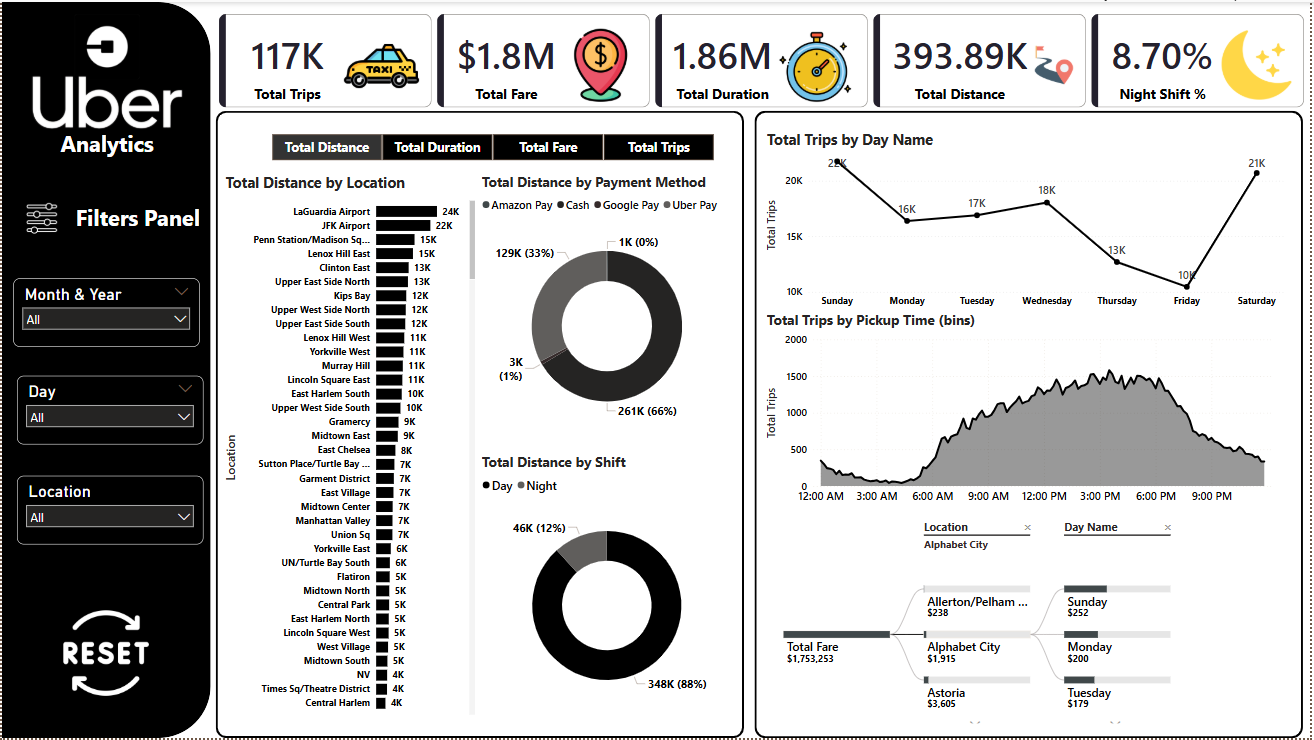 Uber
Analytics
Filters Panel
Month & Year
All
Day
All
Location
All
RESET
117K
Total Trips
TAXI
$1.8M
$
Total Fare
1.86M
Total Duration
393.89K
Total Distance
8.70%
Night Shift %
Total Distance Total Duration Total Fare Total Trips
Total Distance by Location
Location
LaGuardia Airport 24K
JFK Airport 22K
Penn Station/Madison Sq... 15K
Lenox Hill East 15K
Clinton East 13K
Upper East Side North 13K
Kips Bay 12K
Upper West Side North 12K
Upper East Side South 12K
Lenox Hill West 11K
Yorkville West 11K
Murray Hill 11K
Lincoln Square East 11K
East Harlem South 10K
Upper West Side South 10K
Gramercy 9K
Midtown East 9K
East Chelsea 8K
Sutton Place/Turtle Bay ... 7K
Garment District 7K
East Village 7K
Midtown Center 7K
Manhattan Valley 7K
Union Sq 7K
Yorkville East 6K
UN/Turtle Bay South 6K
Flatiron 5K
Midtown North 5K
Central Park 5K
East Harlem North 5K
Lincoln Square West 5K
West Village 5K
Midtown South 5K
NV 4K
Times Sq/Theatre District 4K
Central Harlem 4K
Total Distance by Payment Method
Amazon Pay Cash Google Pay Uber Pay
1K (0%)
129K (33%)
3K
(1%)
261K (66%)
Total Distance by Shift
Day Night
46K (12%)
348K (88%)
Total Trips by Day Name
Total Trips
20K
15K
10K
22K
16K
17K
18K
13K
10K
21K
Sunday Monday Tuesday Wednesday Thursday Friday Saturday
Total Trips by Pickup Time (bins)
Total Trips
2000
1500
1000
500
0
12:00 AM 3:00 AM 6:00 AM 9:00 AM 12:00 PM 3:00 PM 6:00 PM 9:00 PM
Location × Day Name ×
Alphabet City
Total Fare
$1,753,253
Allerton/Pelham ...
$238
Alphabet City
$1,915
Astoria
$3,605
Sunday
$252
Monday
$200
Tuesday
$179